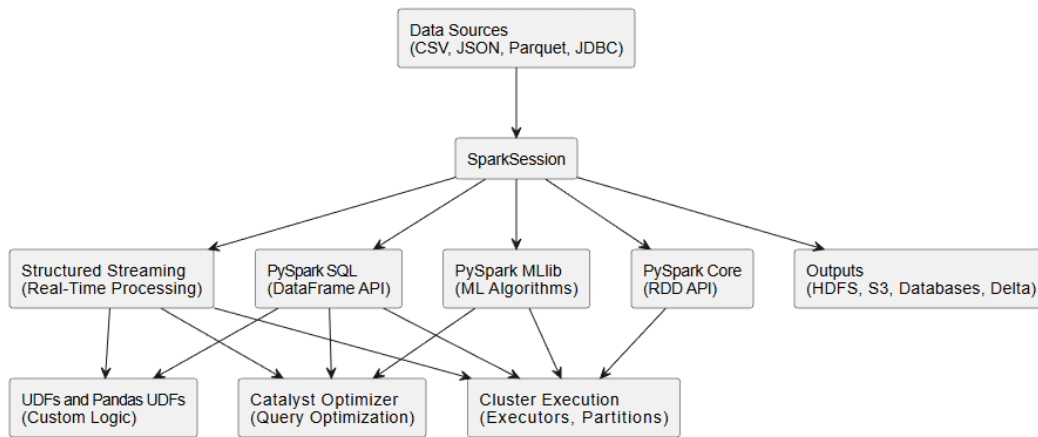 Data Sources
(CSV, JSON, Parquet, JDBC)
SparkSession
Structured Streaming
(Real-Time Processing)
PySpark SQL
(DataFrame API)
PySpark MLlib
(ML Algorithms)
PySpark Core
(RDD API)
Outputs
(HDFS, S3, Databases, Delta)
UDFs and Pandas UDFs
(Custom Logic)
Catalyst Optimizer
(Query Optimization)
Cluster Execution
(Executors, Partitions)